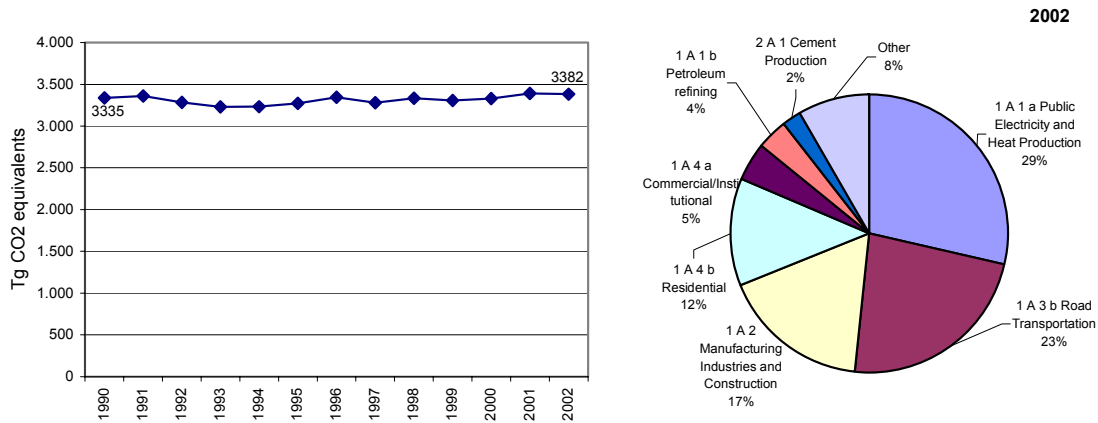 4.000
3.500
3.000
2.500
2.000
1.500
1.000
500
0
Tg CO2 equivalents
3335
3382
1990
1991
1992
1993
1994
1995
1996
1997
1998
1999
2000
2001
2002
2002
1 A 1 a Public
Electricity and
Heat Production
29%
1 A 3 b Road
Transportation
23%
1 A 2
Manufacturing
Industries and
Construction
17%
1 A 4 b
Residential
12%
1 A 4 a
Commercial/Insti
tutional
5%
1 A 1 b
Petroleum
refining
4%
2 A 1 Cement
Production
2%
Other
8%